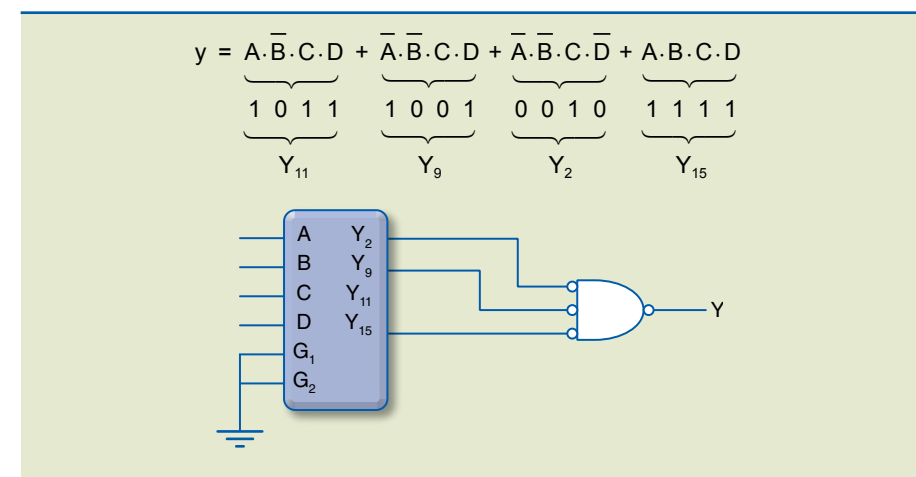 y = A̅·B̅·C·D + A̅·B̅·C·D + A̅·B̅·C·D̅ + A·B·C·D
1 0 1 1 1 0 0 1 0 0 1 0 1 1 1 1
Y₁₁ Y₉ Y₂ Y₁₅
A Y₂
B Y₉
C Y₁₁
D Y₁₅
G₁
G₂
Y